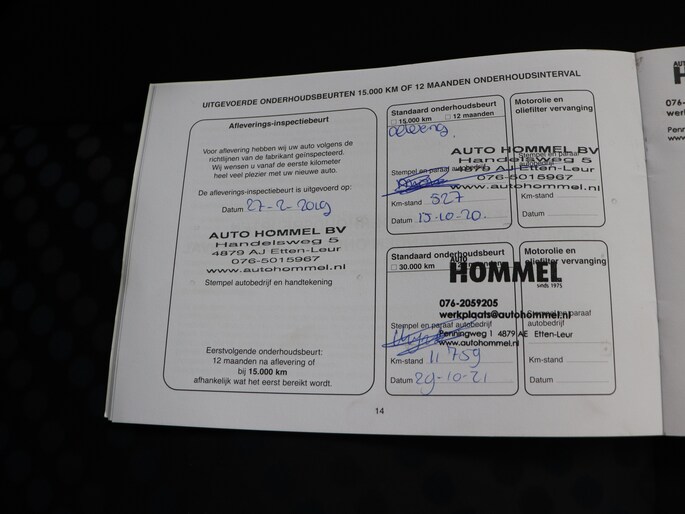 UITGEVOERDE ONDERHOUDSBEURTEN 15.000 KM OF 12 MAANDEN ONDERHOUDSINTERVAL
Afleverings-inspectiebeurt
Voor aflevering hebben wij uw auto volgens de
richtlijnen van de fabrikant geïnspecteerd.
Wij wensen u vanaf de eerste kilometer
heel veel plezier met uw nieuwe auto.
De afleverings-inspectiebeurt is uitgevoerd op:
Datum 27-2-2019
AUTO HOMMEL BV
Handelsweg 5
4879 AJ Etten-Leur
076-5015967
www.autohommel.nl
Stempel autobedrijf en handtekening
Eerstvolgende onderhoudsbeurt:
12 maanden na aflevering of
bij 15.000 km
afhankelijk wat het eerst bereikt wordt.
Standaard onderhoudsbeurt
15.000 km 12 maanden
AUTO HOMMEL BV
Handelsweg 5
4879 AJ Etten-Leur
076-5015967
www.autohommel.nl
Stempel en paraaf autobedrijf
Km-stand 527
Datum 15-10-20.
Motorolie en
oliefilter vervanging
Stempel en paraaf
autobedrijf
Km-stand
Datum
Standaard onderhoudsbeurt
30.000 km
AUTO
HOMMEL
sinds 1975
076-2059205
werkplaats@autohommel.nl
Penningweg 1 4879 AE Etten-Leur
www.autohommel.nl
Stempel en paraaf autobedrijf
Km-stand 11759
Datum 29-10-21
Motorolie en
oliefilter vervanging
Stempel en paraaf
autobedrijf
Km-stand
Datum
14
AUT
H
076-
werk
Penn